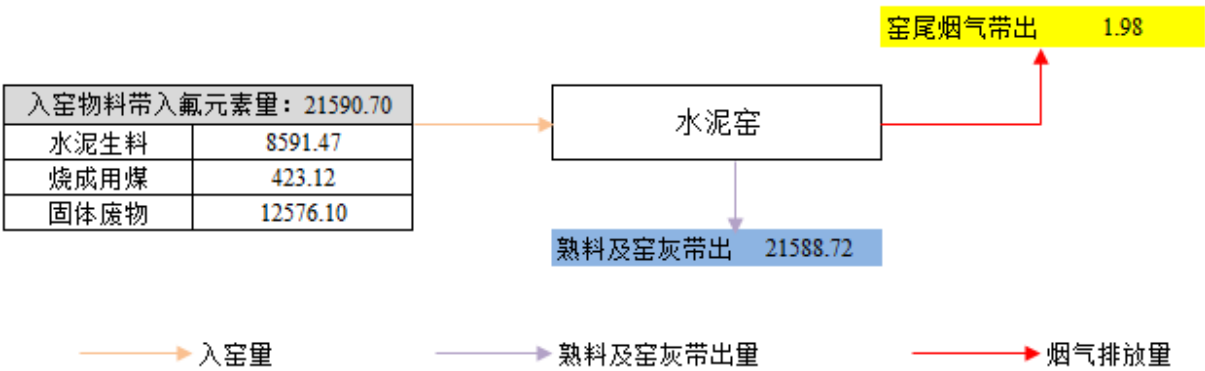 窑尾烟气带出 1.98
入窑物料带入氟元素量：21590.70
水泥生料 8591.47
烧成用煤 423.12
固体废物 12576.10
水泥窑
熟料及窑灰带出 21588.72
入窑量
熟料及窑灰带出量
烟气排放量